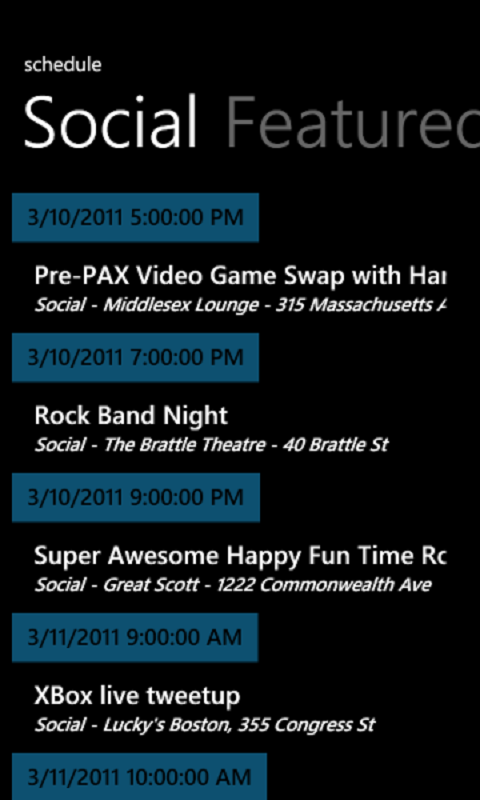 schedule
Social Featured
3/10/2011 5:00:00 PM
Pre-PAX Video Game Swap with Har
Social - Middlesex Lounge - 315 Massachusetts A
3/10/2011 7:00:00 PM
Rock Band Night
Social - The Brattle Theatre - 40 Brattle St
3/10/2011 9:00:00 PM
Super Awesome Happy Fun Time Ro
Social - Great Scott - 1222 Commonwealth Ave
3/11/2011 9:00:00 AM
XBox live tweetup
Social - Lucky's Boston, 355 Congress St
3/11/2011 10:00:00 AM